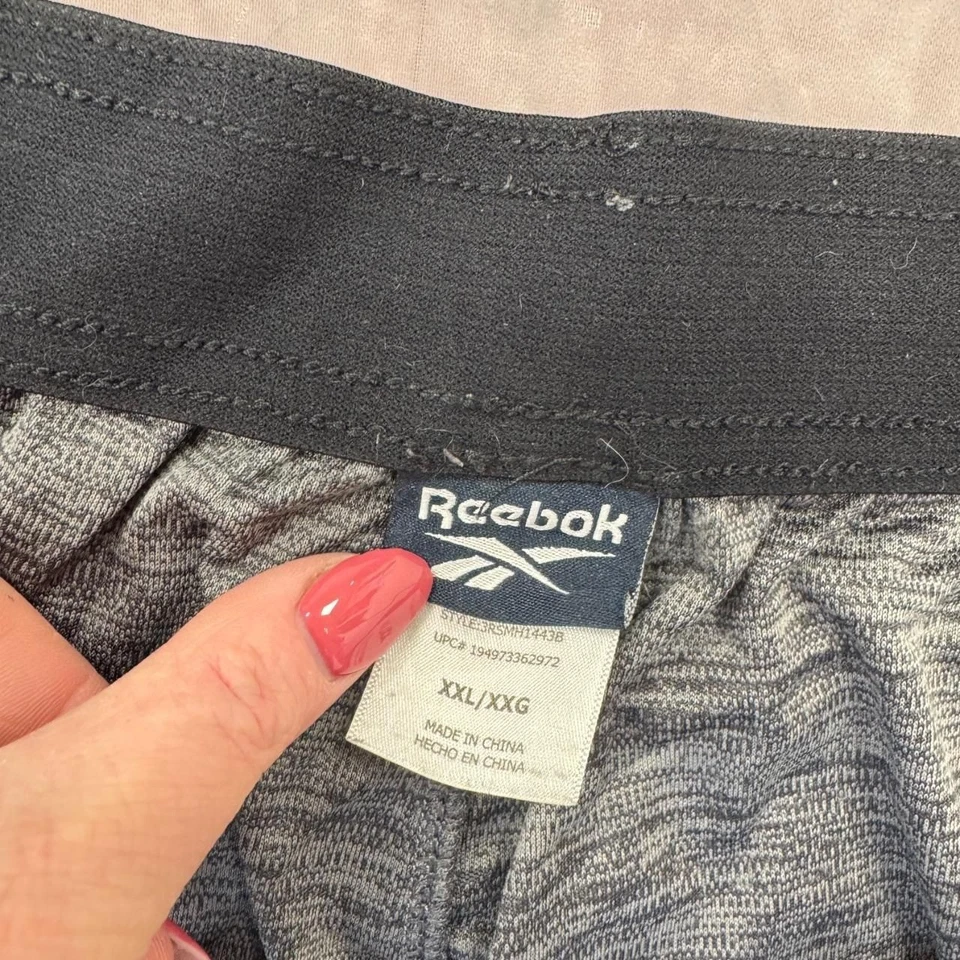 Reebok
STYLE:3RSMH1443B
UPC# 194973362972
XXL/XXG
MADE IN CHINA
HECHO EN CHINA